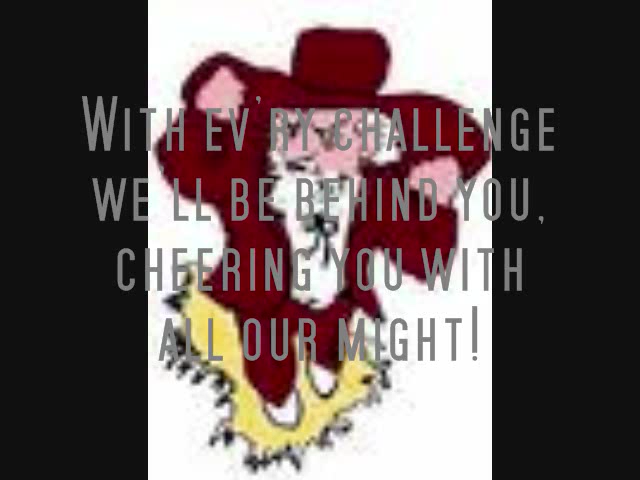 With ev'ry challenge
we ll be behind you,
cheering you with
all our might!